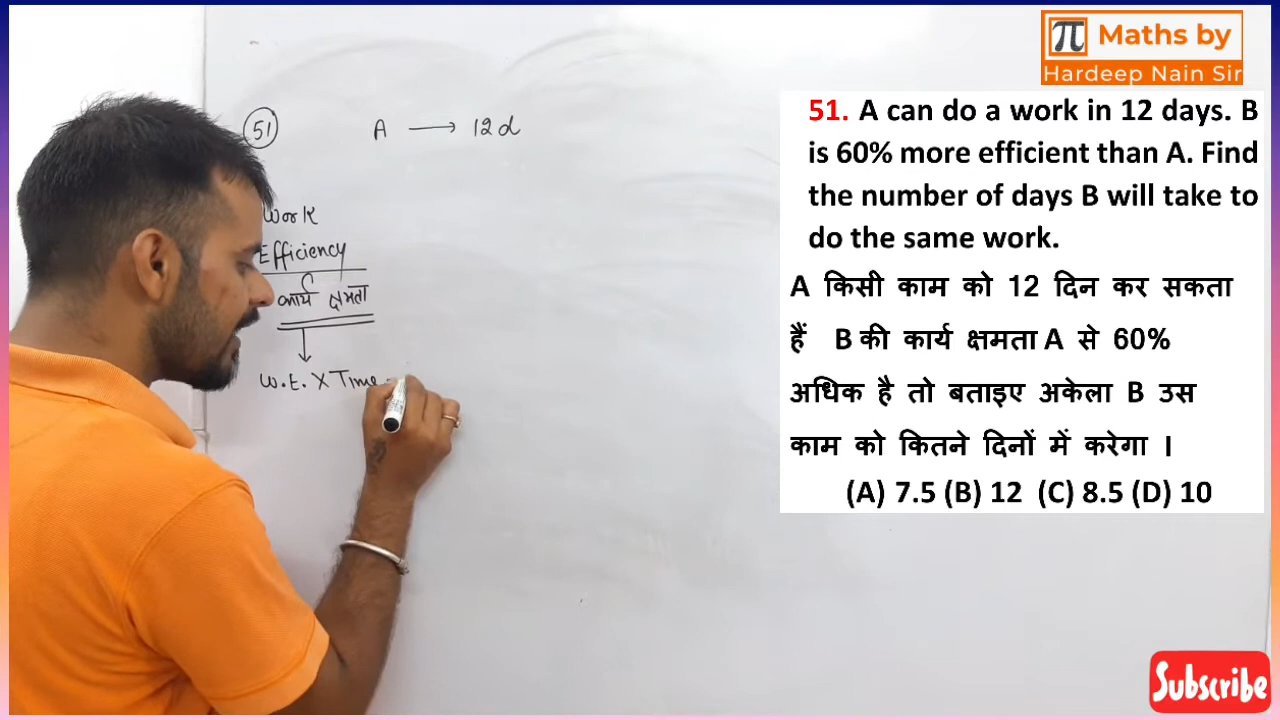 π Maths by
Hardeep Nain Sir
51
A → 12 d
Work
Efficiency
कार्य क्षमता
W.E. X Time
51. A can do a work in 12 days. B
is 60% more efficient than A. Find
the number of days B will take to
do the same work.
A किसी काम को 12 दिन कर सकता
हैं B की कार्य क्षमता A से 60%
अधिक है तो बताइए अकेला B उस
काम को कितने दिनों में करेगा ।
(A) 7.5 (B) 12 (C) 8.5 (D) 10
Subscribe